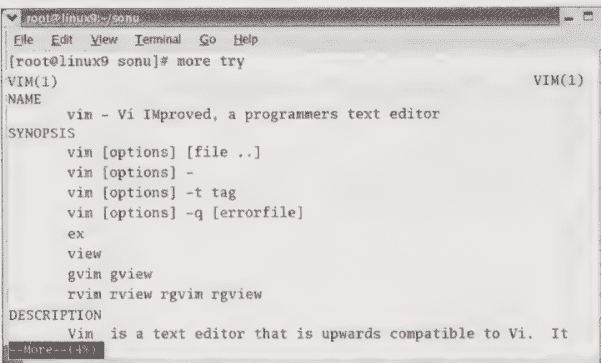 root@linux9:~/sonu
File Edit View Terminal Go Help
[root@linux9 sonu]# more try
VIM(1) VIM(1)
NAME
vim - Vi IMproved, a programmers text editor
SYNOPSIS
vim [options] [file ..]
vim [options] -
vim [options] -t tag
vim [options] -q [errorfile]
ex
view
gvim gview
rvim rview rgvim rgview
DESCRIPTION
Vim is a text editor that is upwards compatible to Vi. It
--More--(4%)